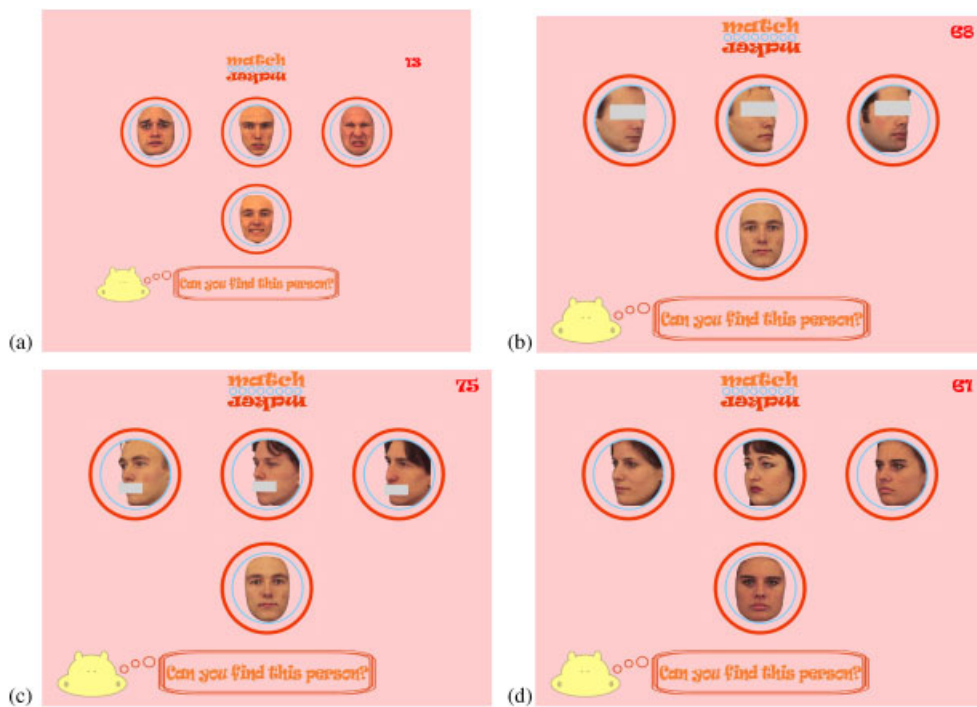 match
maker
13
Can you find this person?
(a)
match
maker
68
Can you find this person?
(b)
match
maker
75
Can you find this person?
(c)
match
maker
67
Can you find this person?
(d)